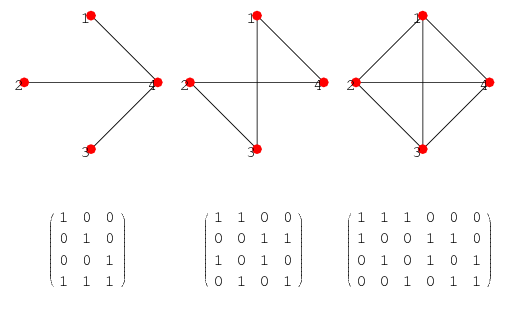 1 1 1
2 4 2 4 2 4
3 3 3
1 0 0 1 1 0 0 1 1 1 0 0 0
0 1 0 0 0 1 1 1 0 0 1 1 0
0 0 1 1 0 1 0 0 1 0 1 0 1
1 1 1 0 1 0 1 0 0 1 0 1 1